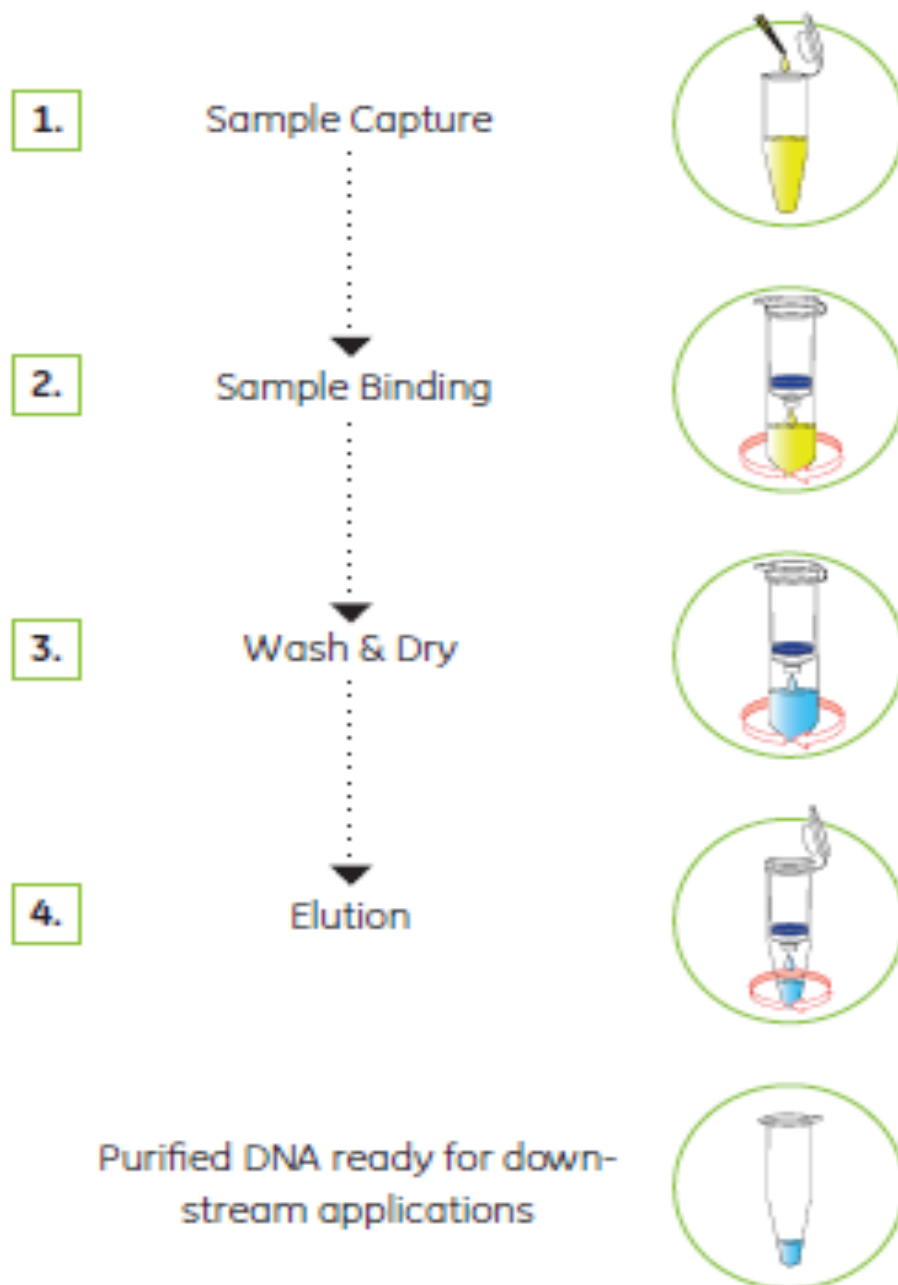 1.
Sample Capture
2.
Sample Binding
3.
Wash & Dry
4.
Elution
Purified DNA ready for down-
stream applications